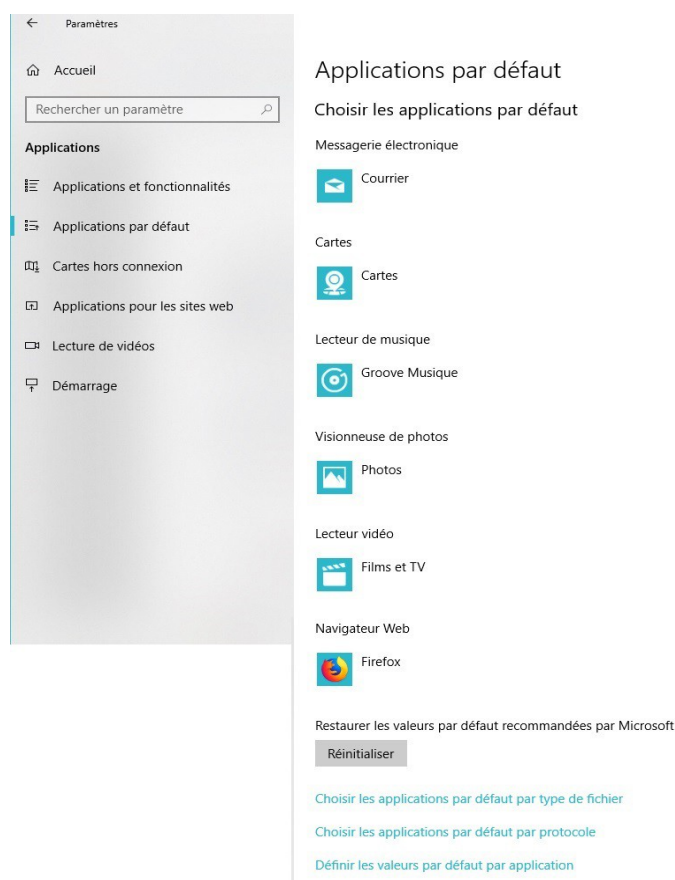 Paramètres
Accueil
Rechercher un paramètre
Applications
Applications et fonctionnalités
Applications par défaut
Cartes hors connexion
Applications pour les sites web
Lecture de vidéos
Démarrage
Applications par défaut
Choisir les applications par défaut
Messagerie électronique
Courrier
Cartes
Cartes
Lecteur de musique
Groove Musique
Visionneuse de photos
Photos
Lecteur vidéo
Films et TV
Navigateur Web
Firefox
Restaurer les valeurs par défaut recommandées par Microsoft
Réinitialiser
Choisir les applications par défaut par type de fichier
Choisir les applications par défaut par protocole
Définir les valeurs par défaut par application